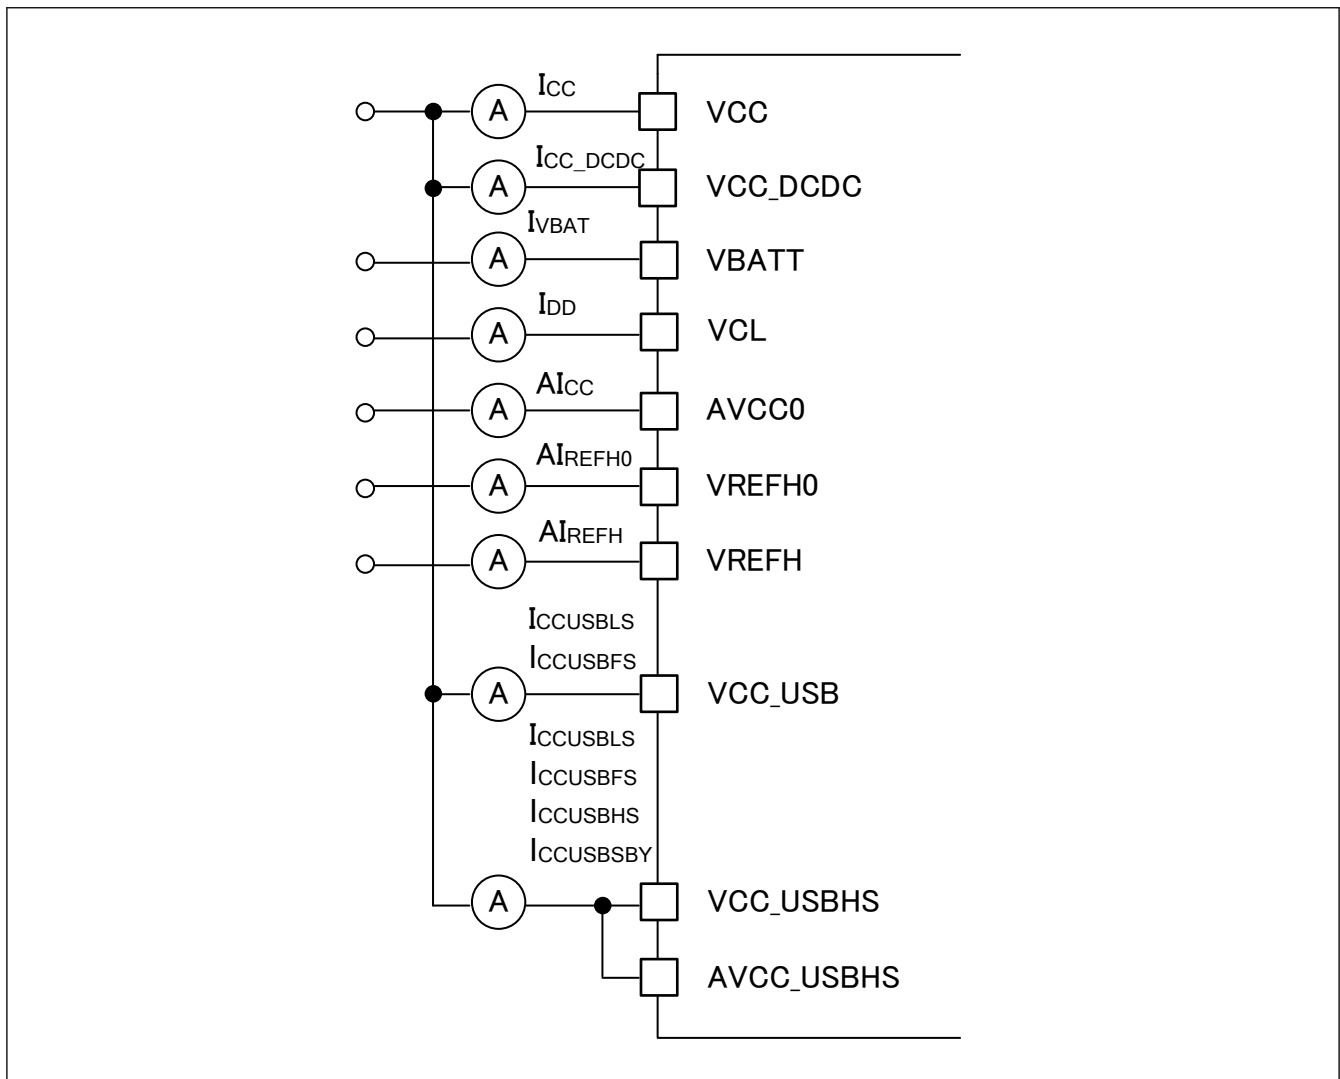 A ICC VCC
A ICC_DCDC VCC_DCDC
A IVBAT VBATT
A IDD VCL
A AICC AVCC0
A AIREFH0 VREFH0
A AIREFH VREFH
ICCUSBLS
ICCUSBFS
A VCC_USB
ICCUSBLS
ICCUSBFS
ICCUSBHS
ICCUSBSBY
A VCC_USBHS
AVCC_USBHS